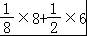 1/8 × 8 + 1/2 × 6